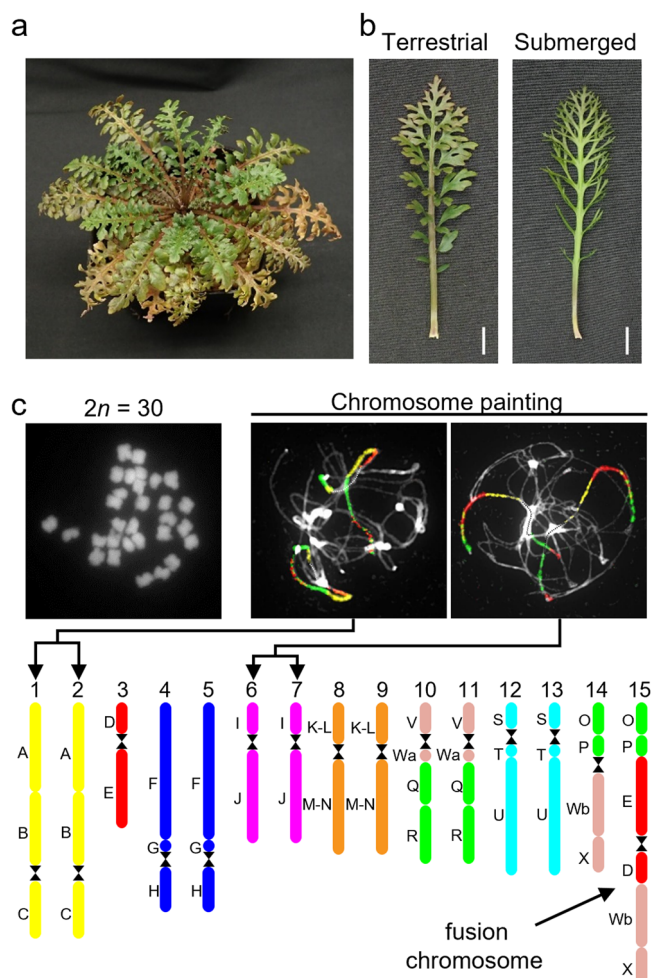 a
b
Terrestrial
Submerged
c
2n = 30
Chromosome painting
1 2 3 4 5 6 7 8 9 10 11 12 13 14 15
D I I K-L K-L V V S S O O
A A Wa Wa T T P P
F F E
E J J M-N M-N Q Q U U Wb
B B R R D
G G X
H H
C C
Wb
X
fusion
chromosome